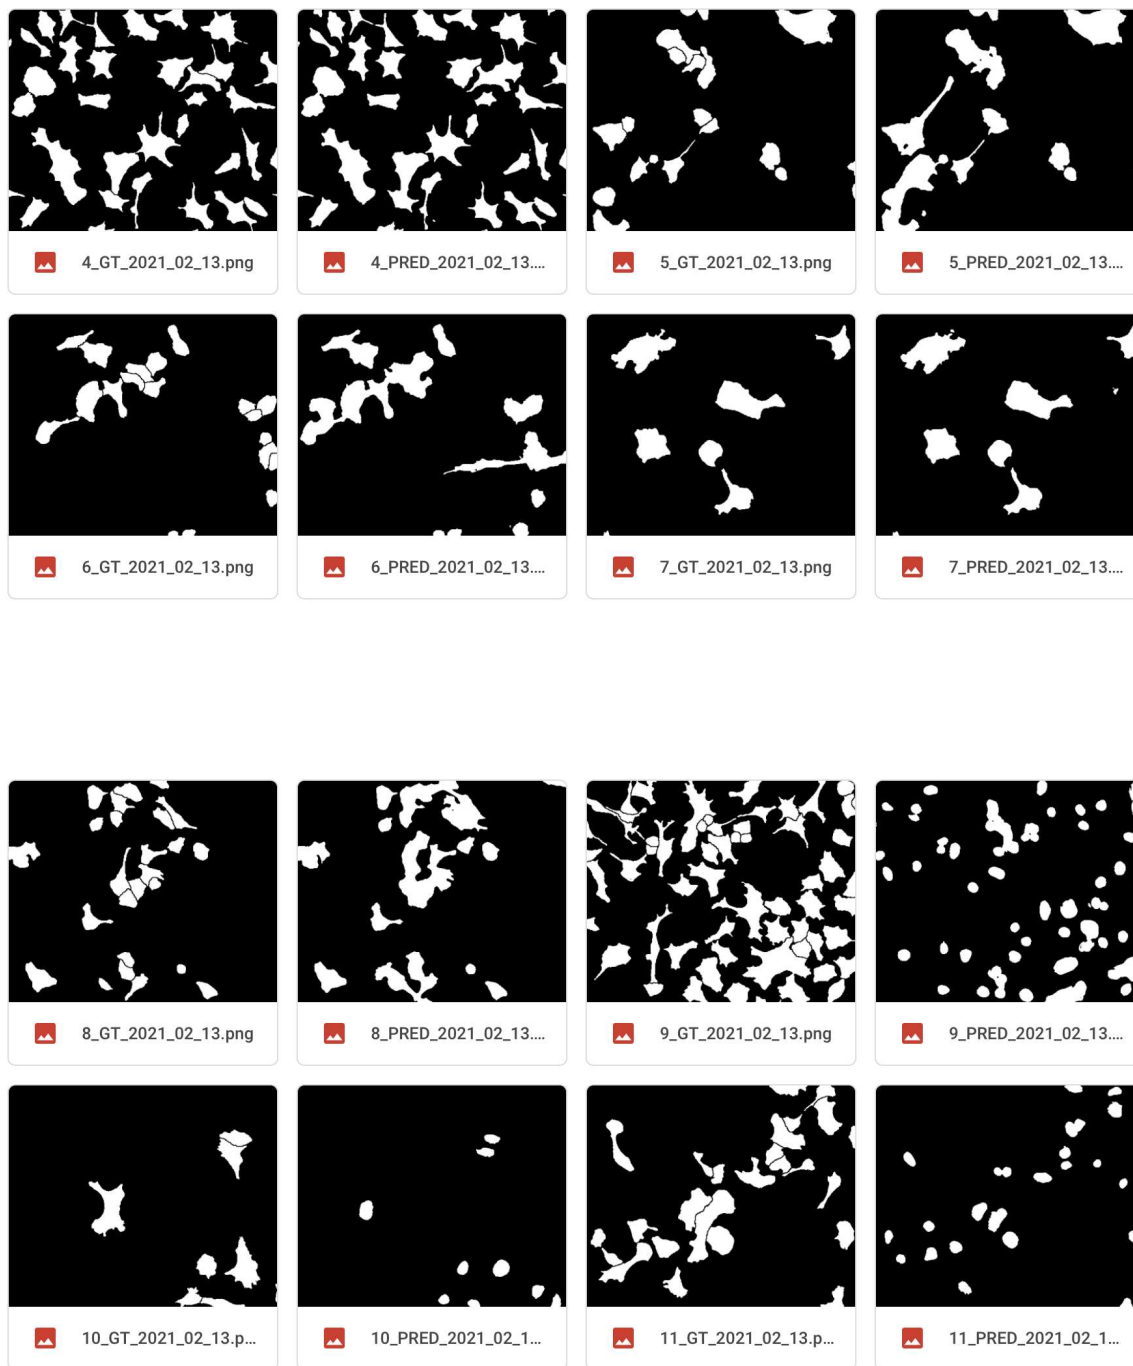 4_GT_2021_02_13.png
4_PRED_2021_02_13....
5_GT_2021_02_13.png
5_PRED_2021_02_13....
6_GT_2021_02_13.png
6_PRED_2021_02_13....
7_GT_2021_02_13.png
7_PRED_2021_02_13....
8_GT_2021_02_13.png
8_PRED_2021_02_13....
9_GT_2021_02_13.png
9_PRED_2021_02_13....
10_GT_2021_02_13.p...
10_PRED_2021_02_1...
11_GT_2021_02_13.p...
11_PRED_2021_02_1...